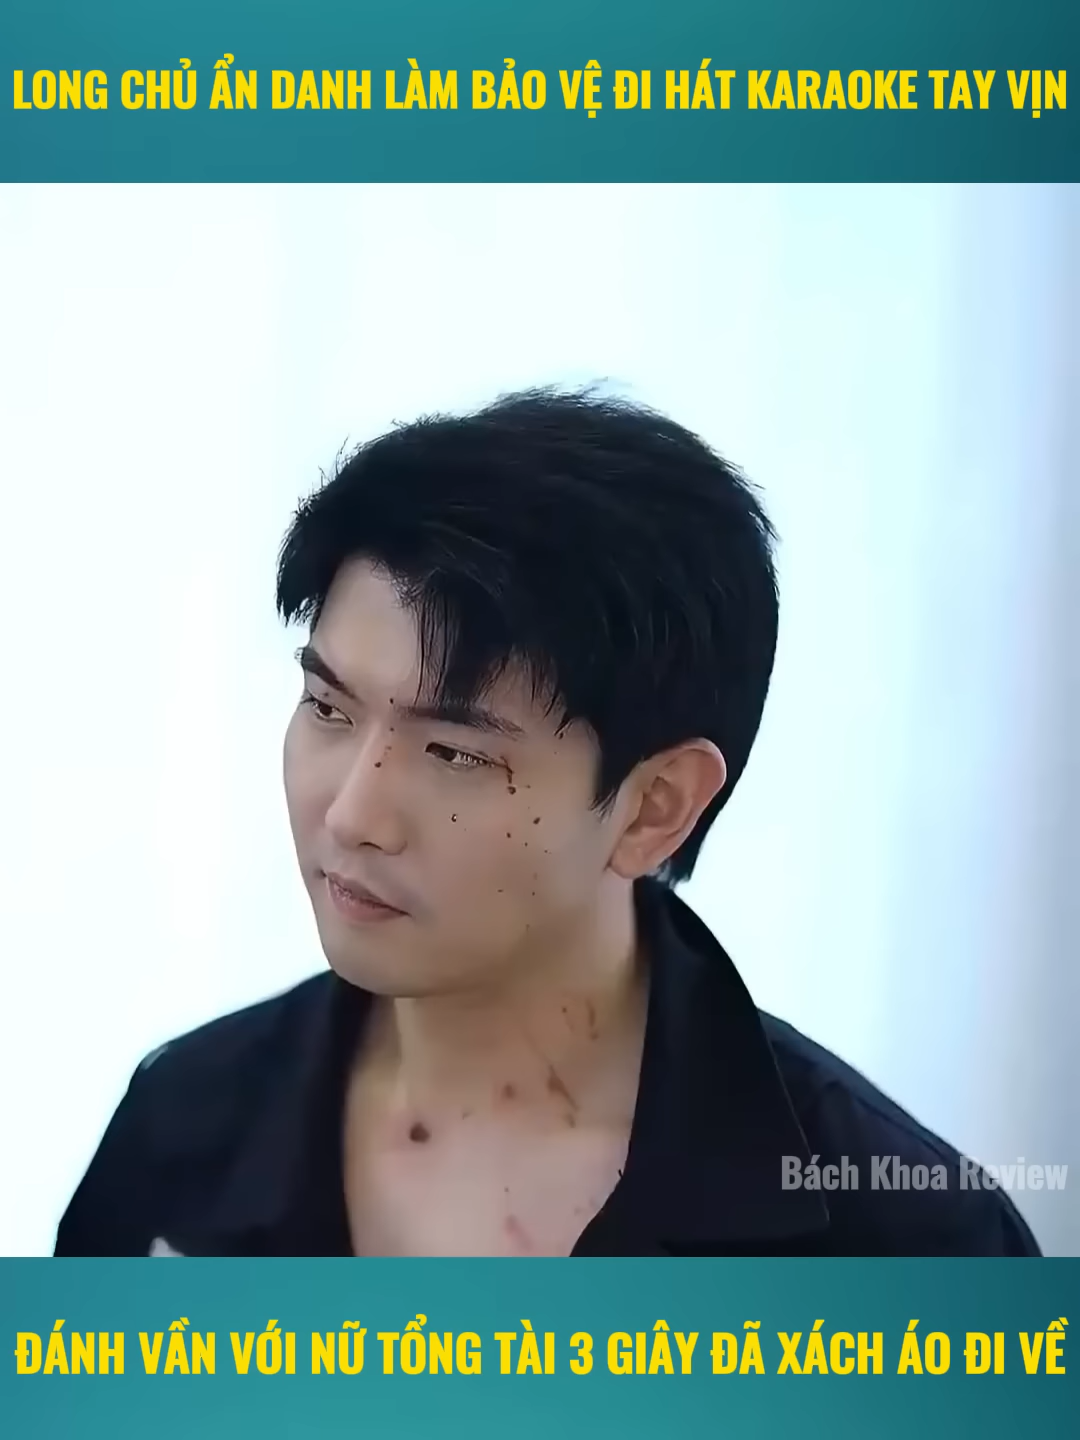 LONG CHỦ ẨN DANH LÀM BẢO VỆ ĐI HÁT KARAOKE TAY VỊN
Bách Khoa Review
ĐÁNH VẦN VỚI NỮ TỔNG TÀI 3 GIÂY ĐÃ XÁCH ÁO ĐI VỀ